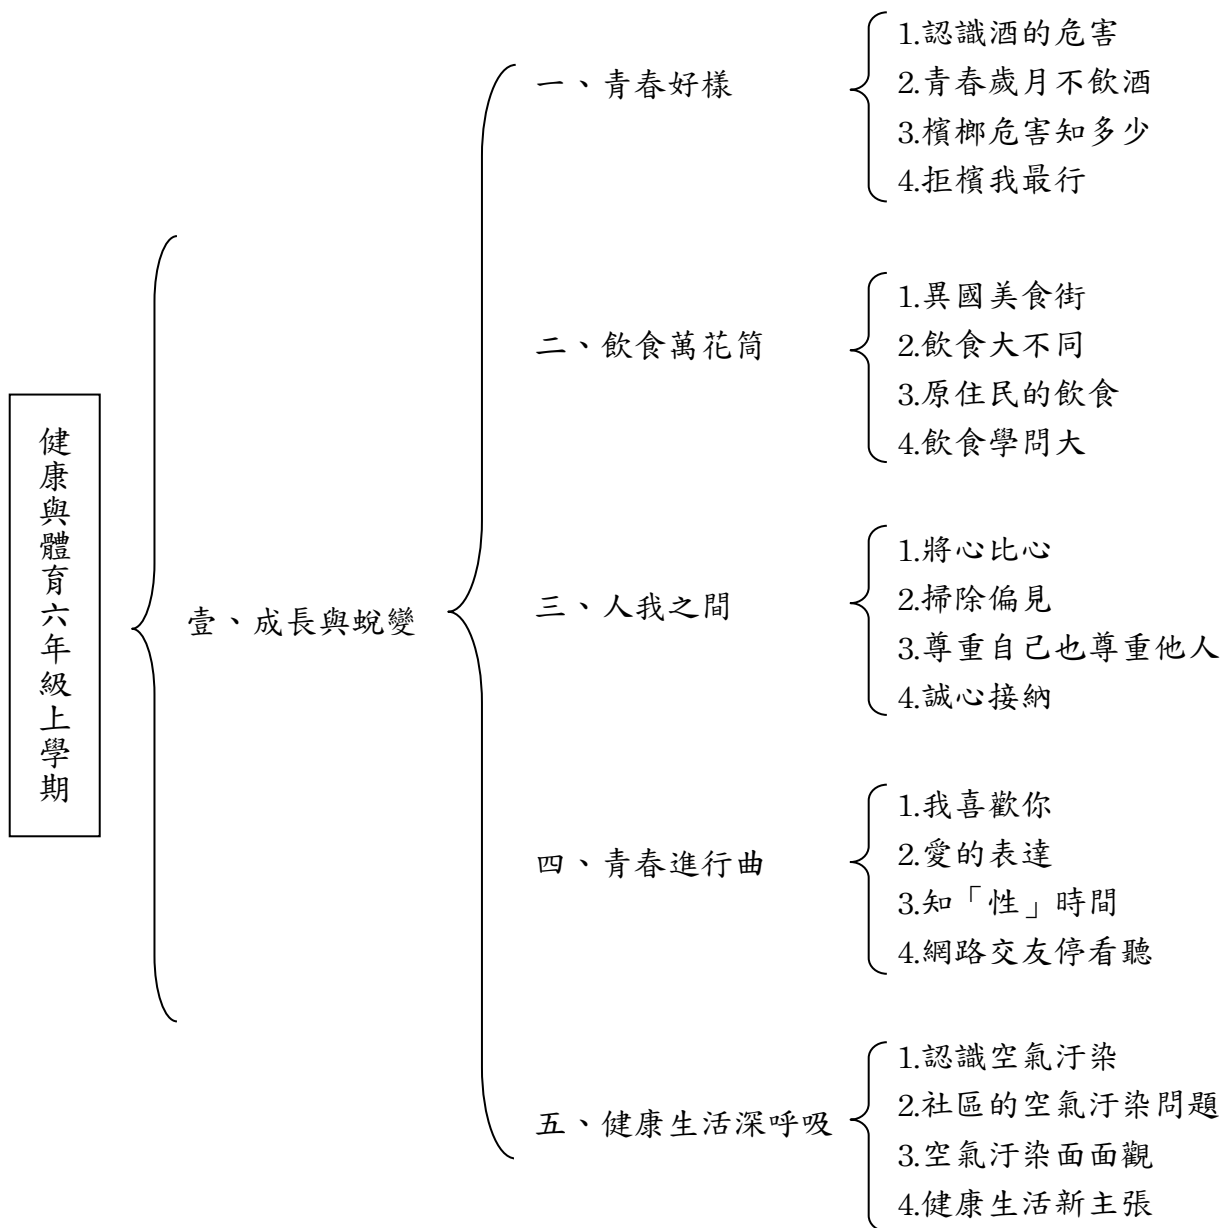 健康與體育六年級上學期
壹、成長與蛻變
一、青春好樣
1.認識酒的危害
2.青春歲月不飲酒
3.檳榔危害知多少
4.拒檳我最行
二、飲食萬花筒
1.異國美食街
2.飲食大不同
3.原住民的飲食
4.飲食學問大
三、人我之間
1.將心比心
2.掃除偏見
3.尊重自己也尊重他人
4.誠心接納
四、青春進行曲
1.我喜歡你
2.愛的表達
3.知「性」時間
4.網路交友停看聽
五、健康生活深呼吸
1.認識空氣汙染
2.社區的空氣汙染問題
3.空氣汙染面面觀
4.健康生活新主張